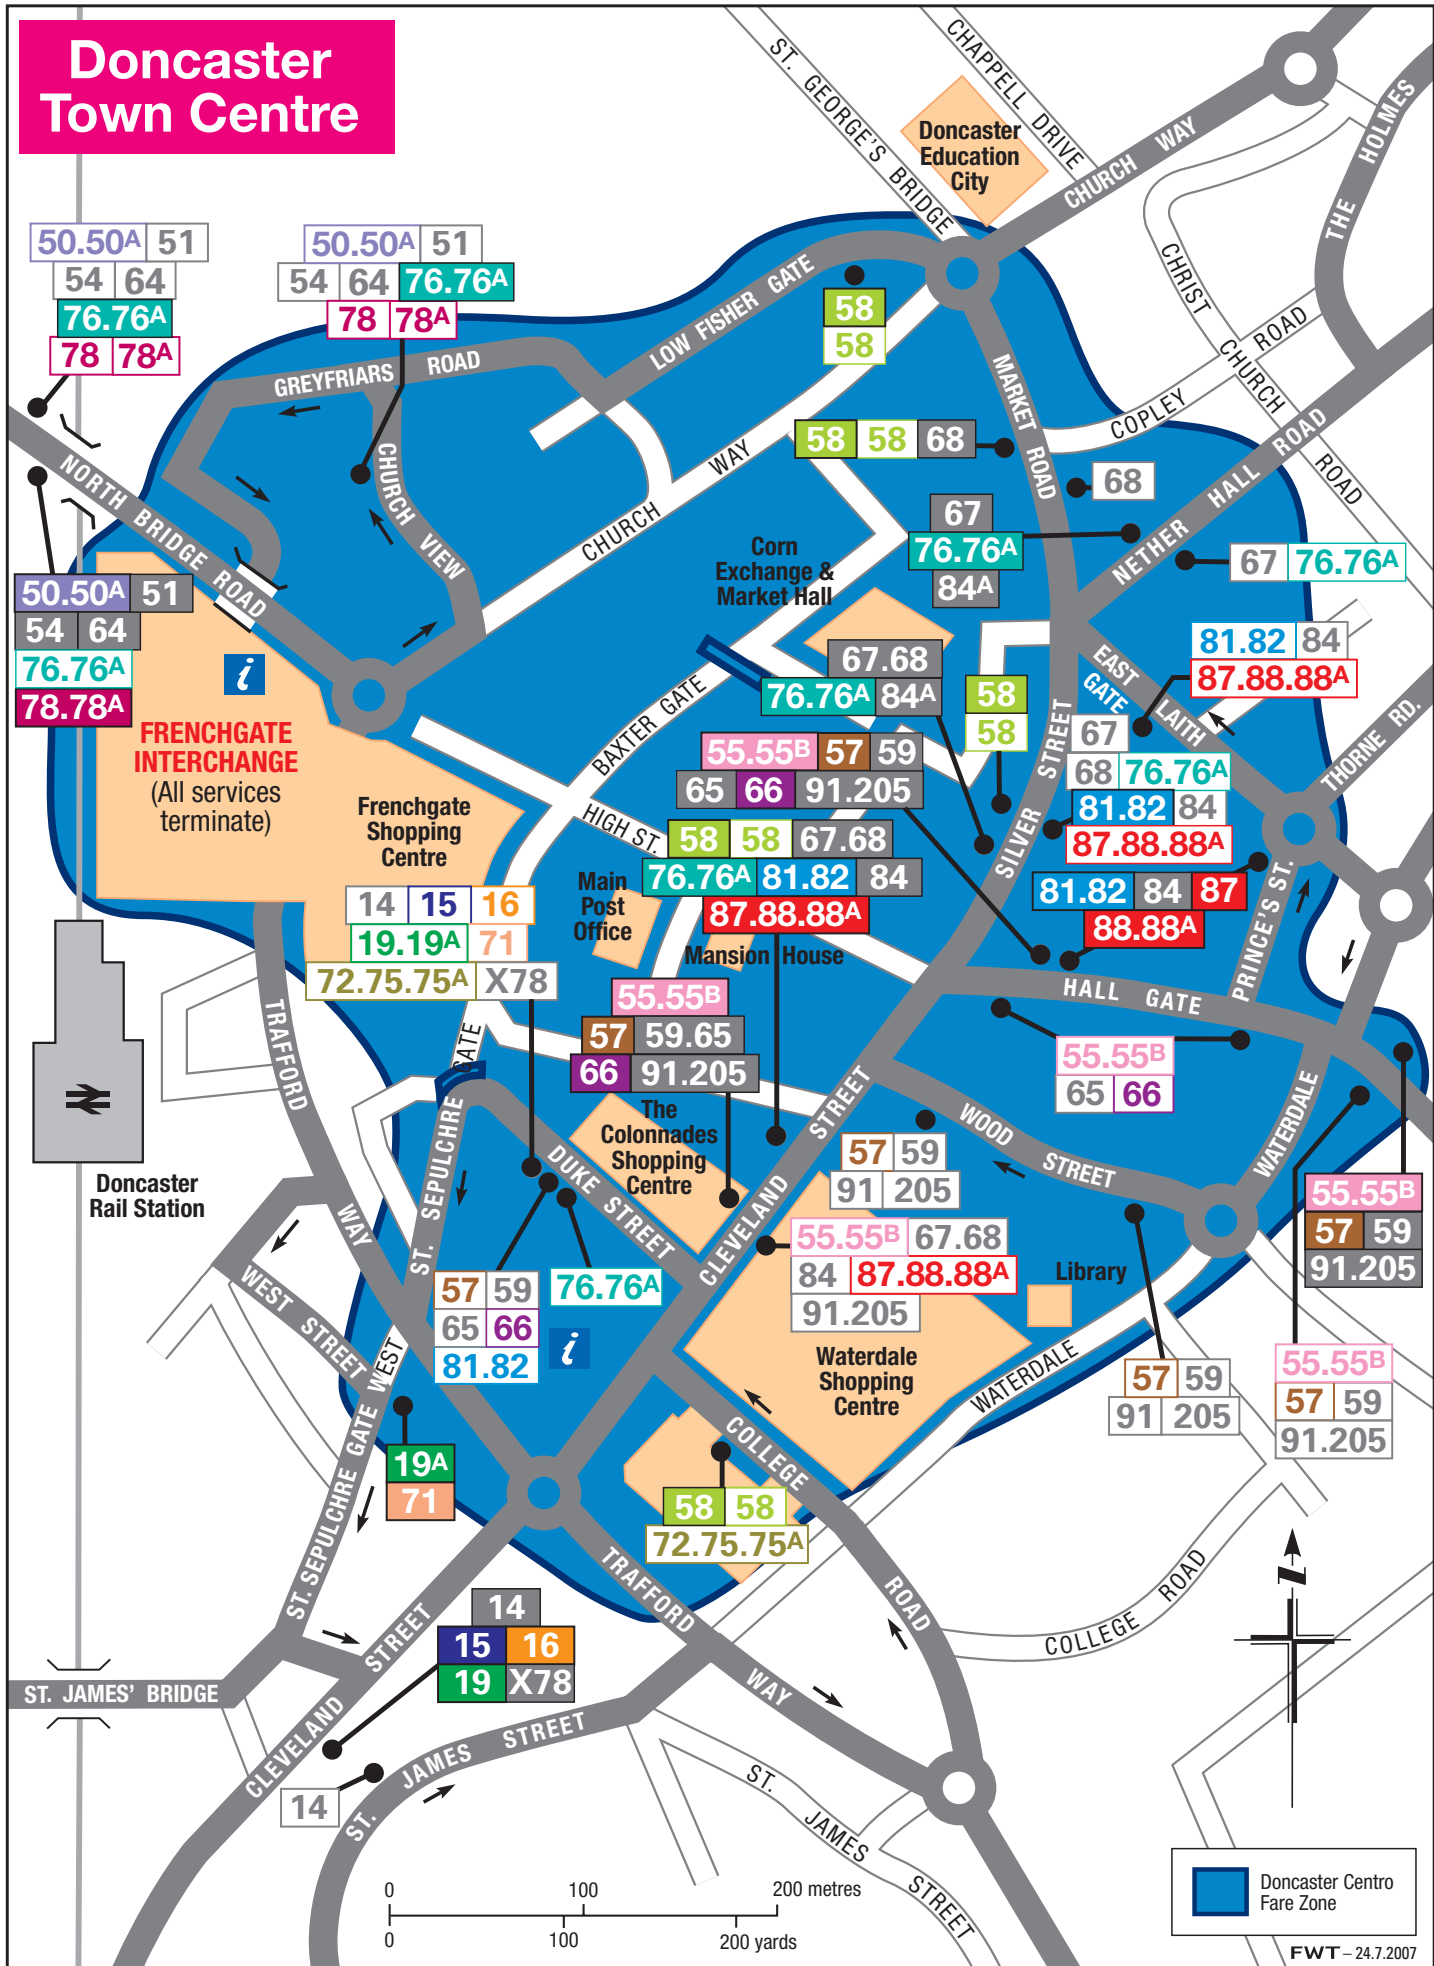 Doncaster
Town Centre
ST. GEORGE'S BRIDGE
CHAPPELL DRIVE
Doncaster
Education
City
CHURCH WAY
THE HOLMES
50.50A 51
54 64
76.76A
78 78A
50.50A 51
54 64 76.76A
78 78A
LOW FISHER GATE
58
58
CHRIST CHURCH ROAD
GREYFRIARS ROAD
MARKET ROAD
COPLEY ROAD
58 58 68
68
NETHER HALL ROAD
NORTH BRIDGE ROAD
CHURCH VIEW
CHURCH WAY
67
76.76A
84A
67 76.76A
Corn
Exchange &
Market Hall
50.50A 51
54 64
76.76A
78.78A
i
FRENCHGATE
INTERCHANGE
(All services
terminate)
81.82 84
87.88.88A
EAST LAITH GATE
67.68
76.76A 84A
58
58
BAXTER GATE
SILVER STREET
67
68 76.76A
81.82 84
87.88.88A
THORNE RD.
55.55B 57 59
65 66 91.205
Frenchgate
Shopping
Centre
HIGH ST.
58 58 67.68
76.76A 81.82 84
87.88.88A
81.82 84 87
88.88A
PRINCE'S ST.
Main
Post
Office
Mansion House
14 15 16
19.19A 71
72.75.75A X78
55.55B
57 59.65
66 91.205
HALL GATE
55.55B
65 66
TRAFFORD WAY
ST. SEPULCHRE GATE
The
Colonnades
Shopping
Centre
DUKE STREET
CLEVELAND STREET
WOOD STREET
WATERDALE
57 59
91 205
Doncaster
Rail Station
55.55B
57 59
91.205
55.55B 67.68
84 87.88.88A
91.205
Library
57 59
65 66
81.82
76.76A
i
WEST STREET
Waterdale
Shopping
Centre
WATERDALE
57 59
91 205
55.55B
57 59
91.205
ST. SEPULCHRE GATE WEST
19A
71
COLLEGE ROAD
58 58
72.75.75A
TRAFFORD WAY
COLLEGE ROAD
N
14
15 16
19 X78
ST. JAMES' BRIDGE
CLEVELAND STREET
14
ST. JAMES STREET
ST. JAMES STREET
0 100 200 metres
0 100 200 yards
Doncaster Centro
Fare Zone
FWT – 24.7.2007